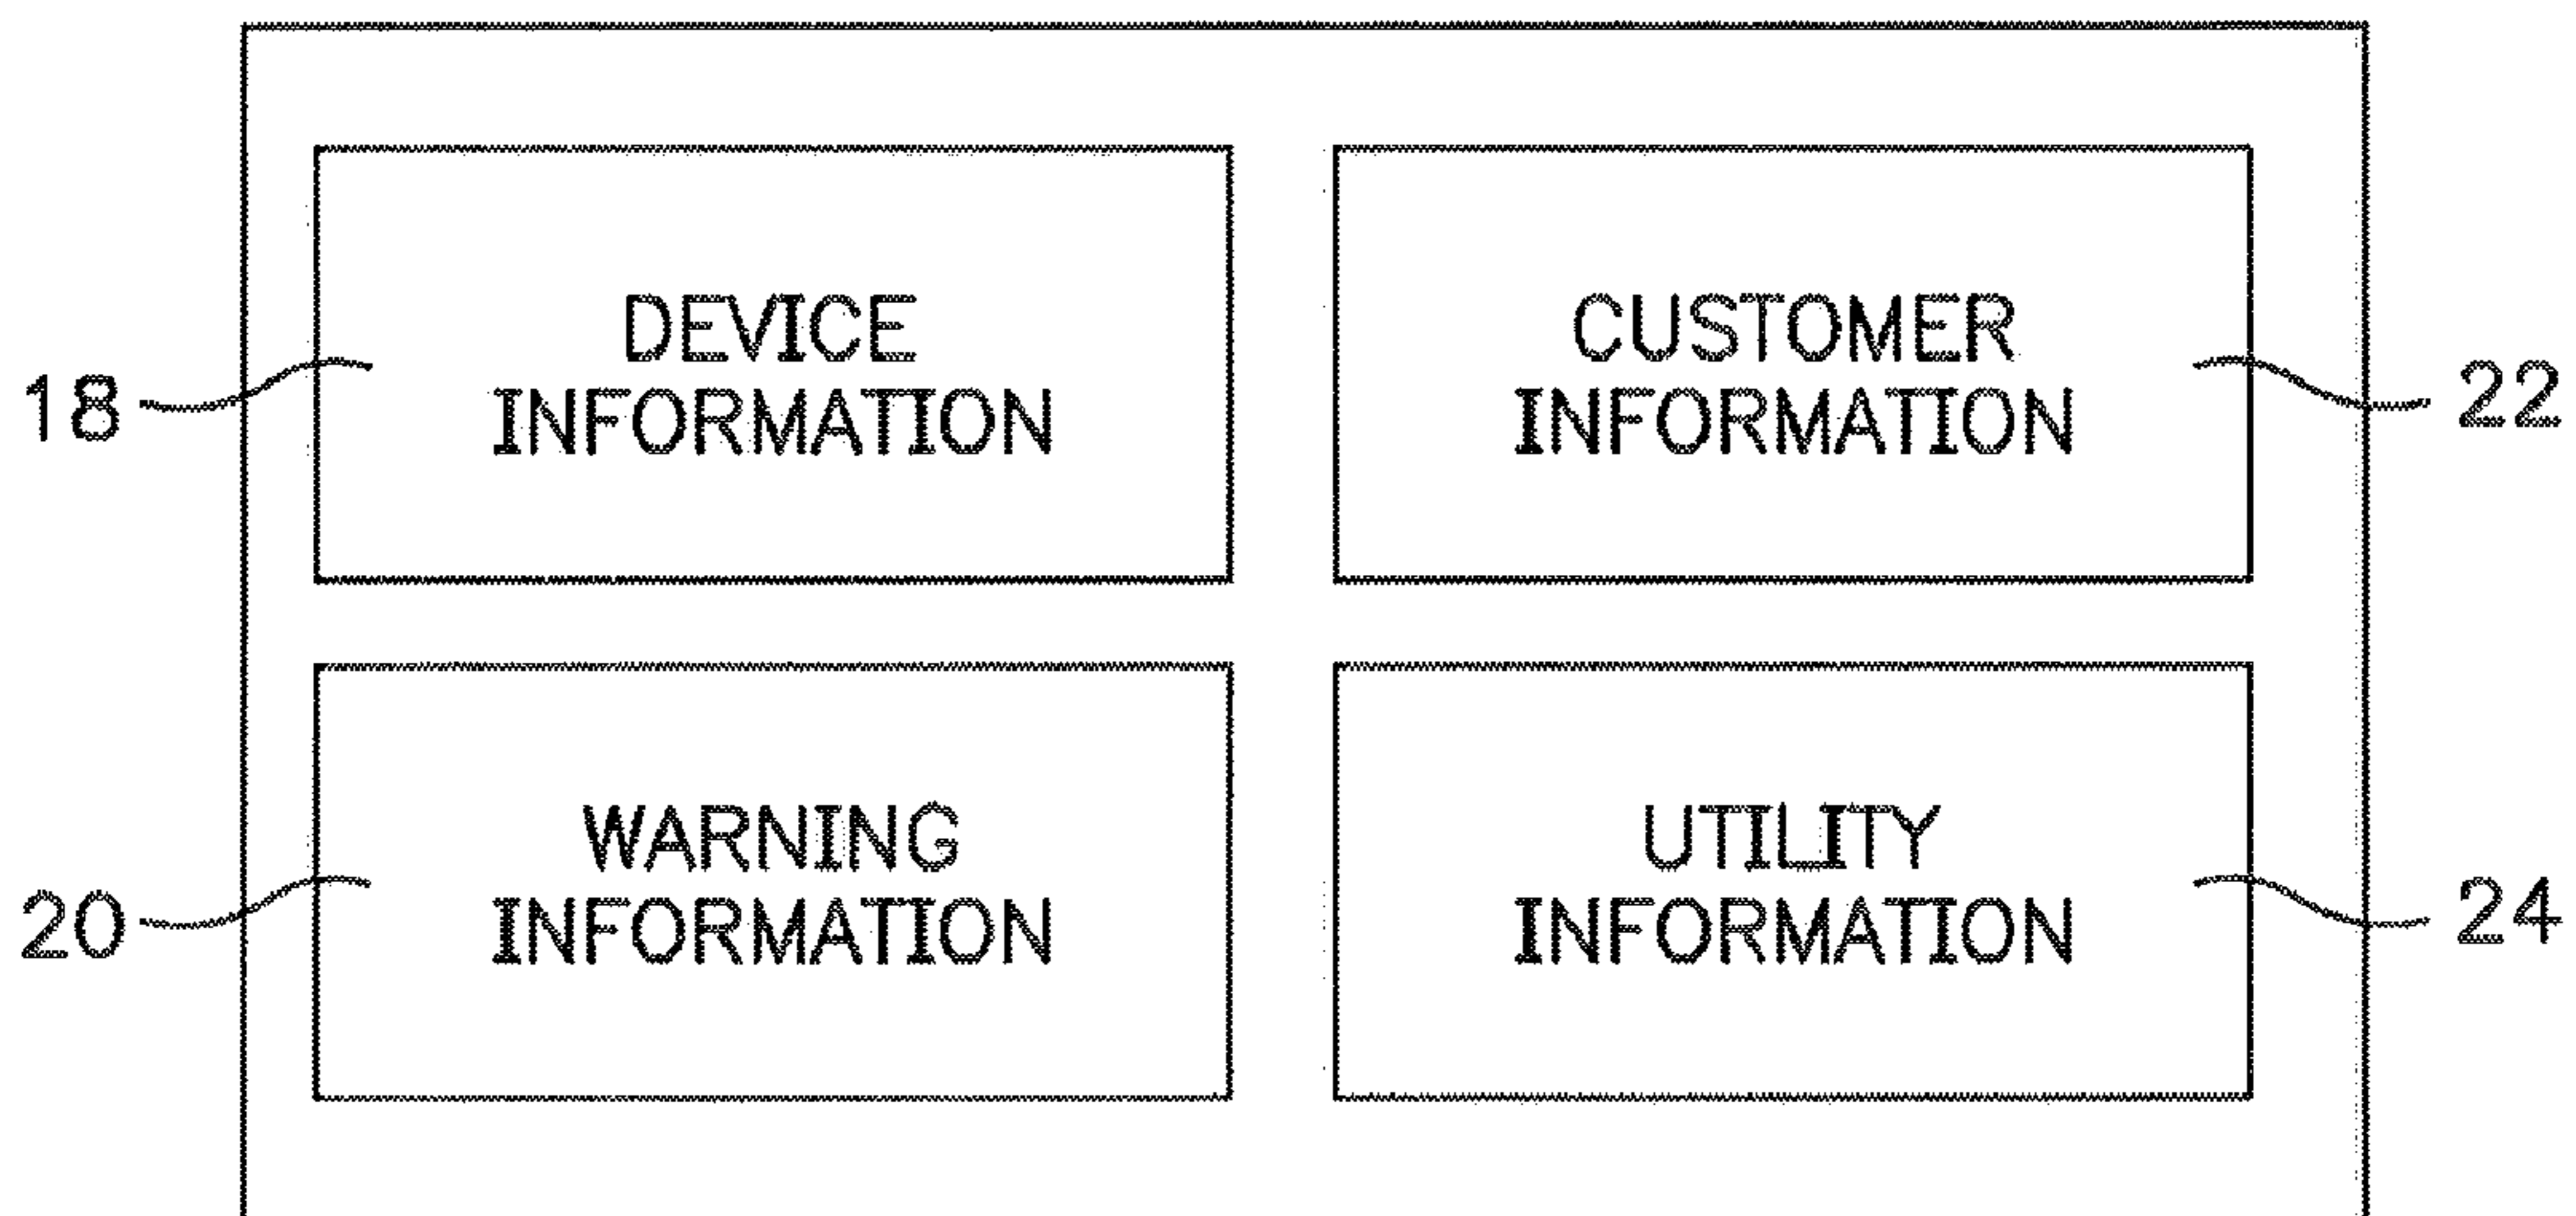 DEVICE
INFORMATION
CUSTOMER
INFORMATION
18
22
WARNING
INFORMATION
UTILITY
INFORMATION
20
24